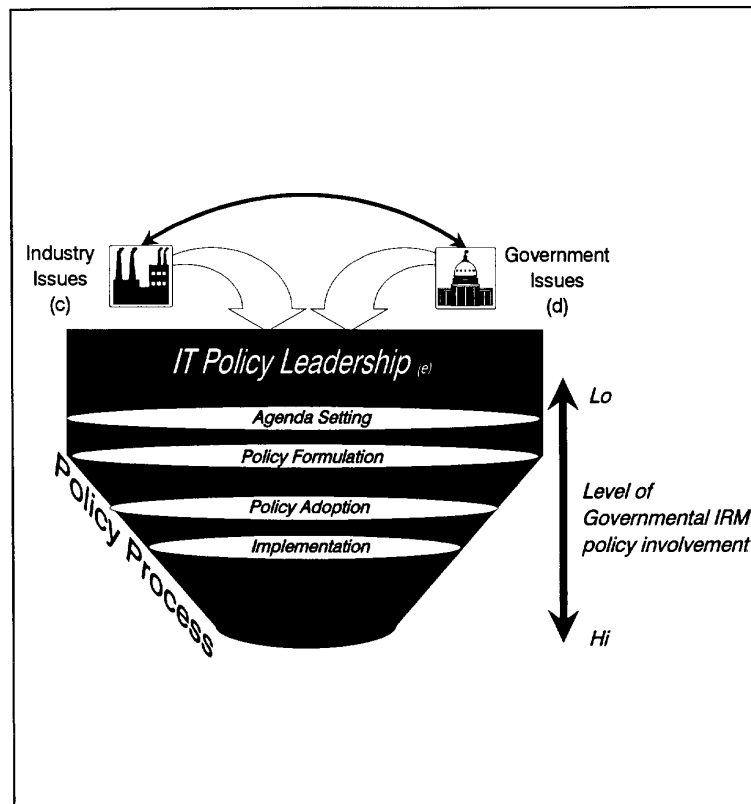 Industry
Issues
(c)
Government
Issues
(d)
IT Policy Leadership (e)
Agenda Setting
Policy Formulation
Policy Adoption
Implementation
Policy Process
Lo
Level of
Governmental IRM
policy involvement
Hi